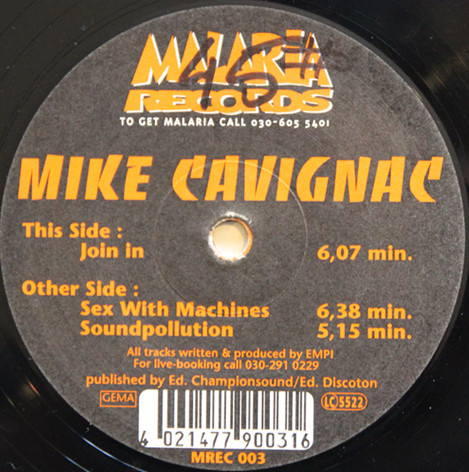 MALARIA
45
RECORDS
TO GET MALARIA CALL 030-605 5401
MIKE CAVIGNAC
This Side :
Join in 6,07 min.
Other Side :
Sex With Machines 6,38 min.
Soundpollution 5,15 min.
All tracks written & produced by EMPI
For live-booking call 030-291 0229
published by Ed. Championsound/Ed. Discoton
GEMA LC 5522
4 021477 900316
MREC 003